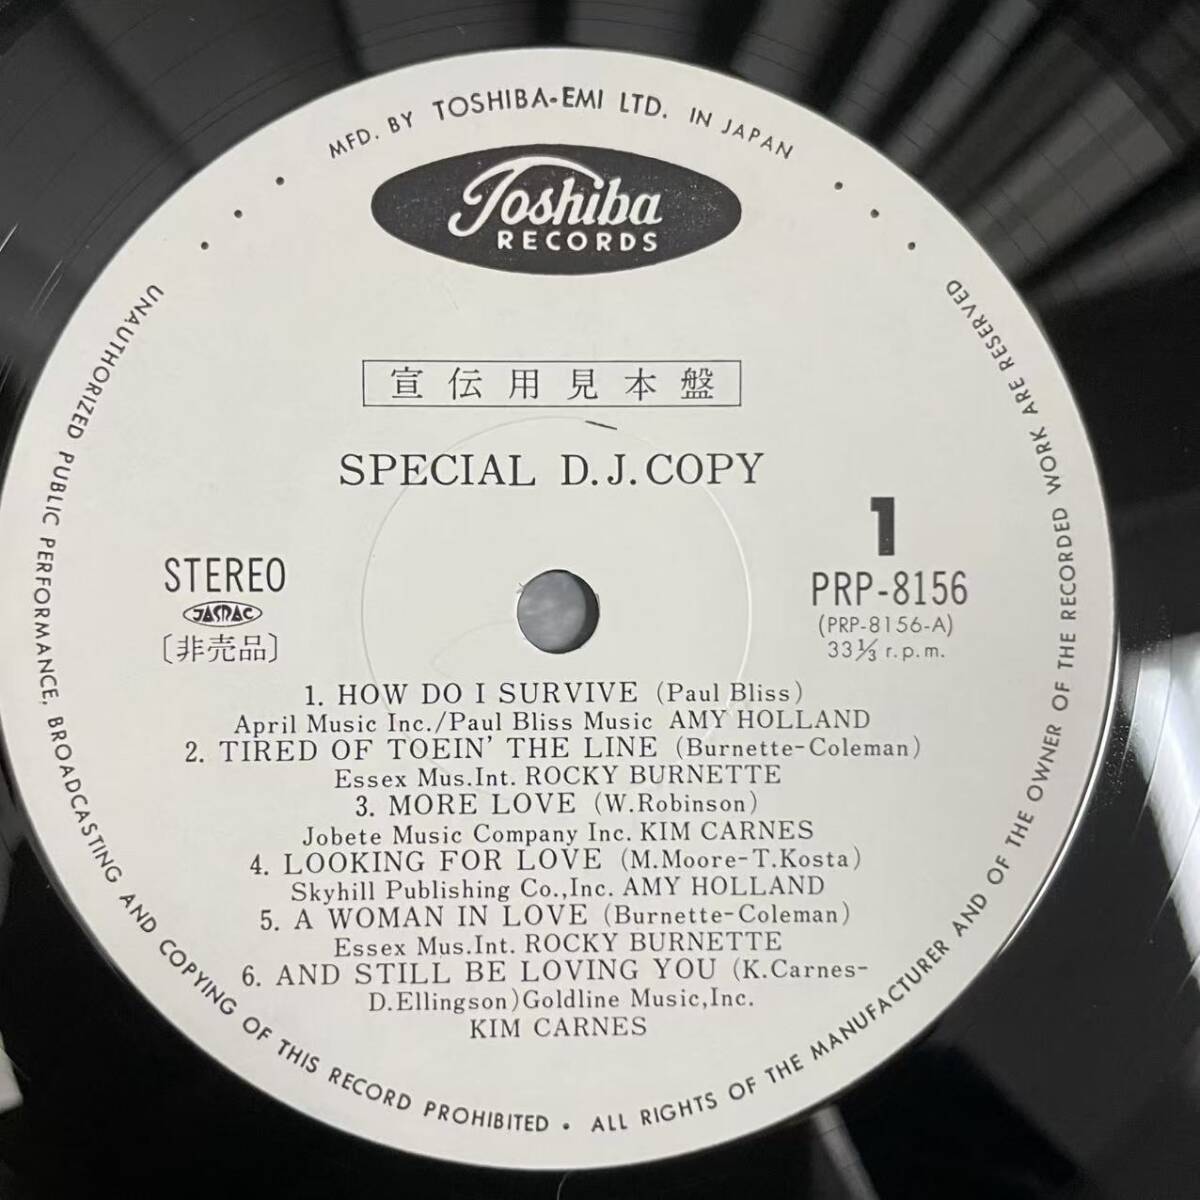 MFD. BY TOSHIBA-EMI LTD. IN JAPAN
Toshiba
RECORDS
宣伝用見本盤
SPECIAL D.J.COPY
1
STEREO
PRP-8156
JASRAC
(PRP-8156-A)
〔非売品〕
33 1/3 r.p.m.
1. HOW DO I SURVIVE (Paul Bliss)
April Music Inc./Paul Bliss Music AMY HOLLAND
2. TIRED OF TOEIN' THE LINE (Burnette-Coleman)
Essex Mus.Int. ROCKY BURNETTE
3. MORE LOVE (W.Robinson)
Jobete Music Company Inc. KIM CARNES
4. LOOKING FOR LOVE (M.Moore-T.Kosta)
Skyhill Publishing Co.,Inc. AMY HOLLAND
5. A WOMAN IN LOVE (Burnette-Coleman)
Essex Mus.Int. ROCKY BURNETTE
6. AND STILL BE LOVING YOU (K.Carnes-
D.Ellingson)Goldline Music,Inc.
KIM CARNES
UNAUTHORIZED PUBLIC PERFORMANCE, BROADCASTING AND COPYING OF THIS RECORD PROHIBITED • ALL RIGHTS OF THE MANUFACTURER AND OF THE OWNER OF THE RECORDED WORK ARE RESERVED